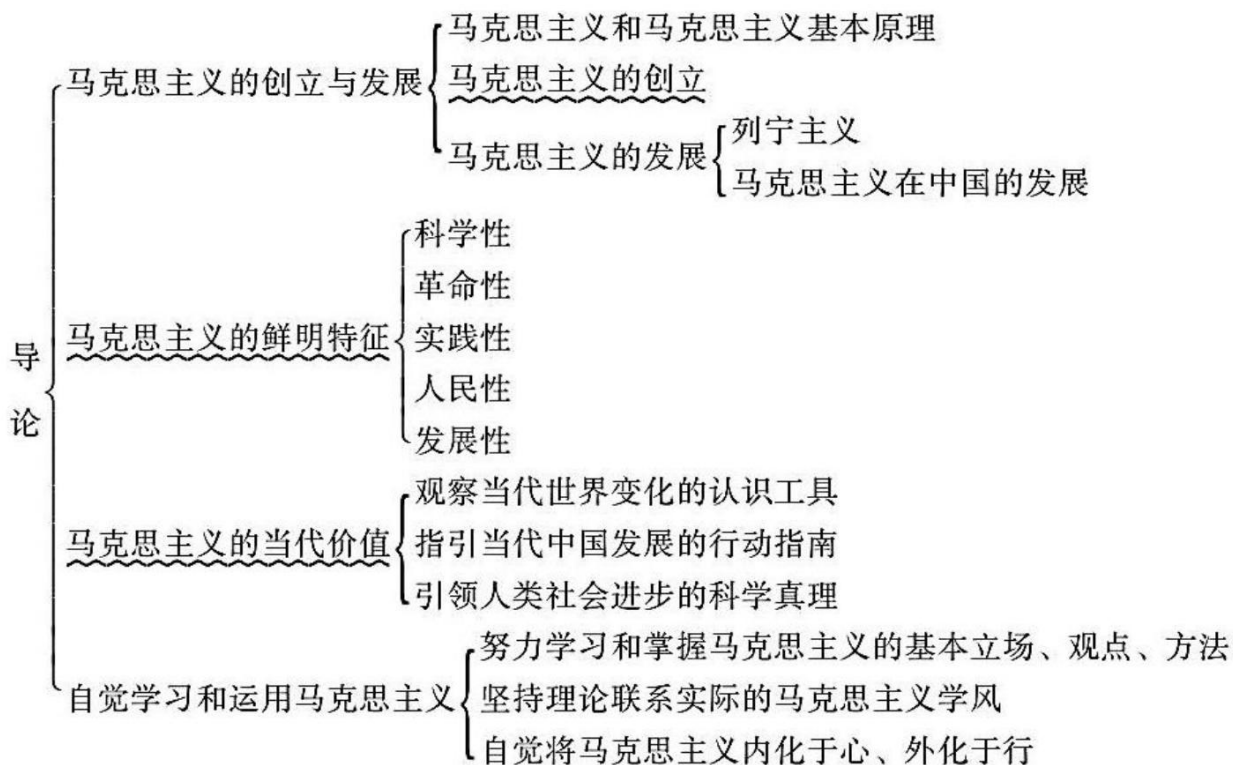 导论
马克思主义的创立与发展
马克思主义和马克思主义基本原理
马克思主义的创立
马克思主义的发展
列宁主义
马克思主义在中国的发展
马克思主义的鲜明特征
科学性
革命性
实践性
人民性
发展性
马克思主义的当代价值
观察当代世界变化的认识工具
指引当代中国发展的行动指南
引领人类社会进步的科学真理
自觉学习和运用马克思主义
努力学习和掌握马克思主义的基本立场、观点、方法
坚持理论联系实际的马克思主义学风
自觉将马克思主义内化于心、外化于行